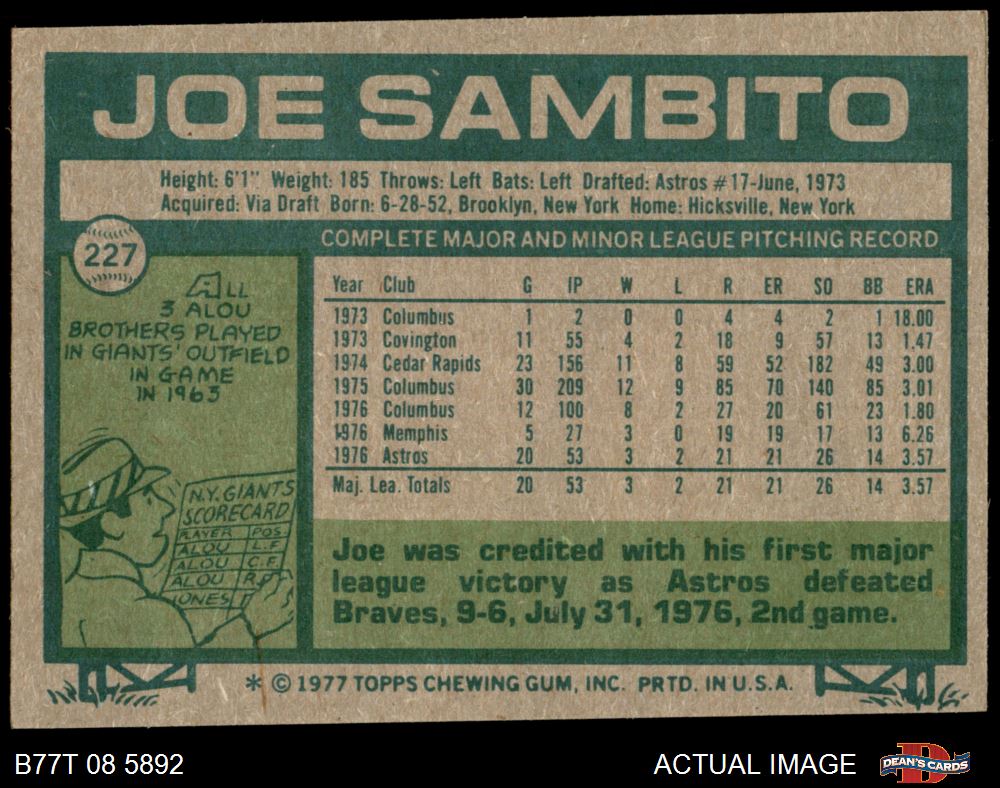 JOE SAMBITO
Height: 6'1" Weight: 185 Throws: Left Bats: Left Drafted: Astros #17-June, 1973
Acquired: Via Draft Born: 6-28-52, Brooklyn, New York Home: Hicksville, New York
227
ALL
3 ALOU
BROTHERS PLAYED
IN GIANTS' OUTFIELD
IN GAME
IN 1963
N.Y. GIANTS
SCORECARD
PLAYER POS
ALOU L.F.
ALOU C.F.
ALOU R.F.
JONES
COMPLETE MAJOR AND MINOR LEAGUE PITCHING RECORD
Year Club G IP W L R ER SO BB ERA
1973 Columbus 1 2 0 0 4 4 2 1 18.00
1973 Covington 11 55 4 2 18 9 57 13 1.47
1974 Cedar Rapids 23 156 11 8 59 52 182 49 3.00
1975 Columbus 30 209 12 9 85 70 140 85 3.01
1976 Columbus 12 100 8 2 27 20 61 23 1.80
1976 Memphis 5 27 3 0 19 19 17 13 6.26
1976 Astros 20 53 3 2 21 21 26 14 3.57
Maj. Lea. Totals 20 53 3 2 21 21 26 14 3.57
Joe was credited with his first major
league victory as Astros defeated
Braves, 9-6, July 31, 1976, 2nd game.
* © 1977 TOPPS CHEWING GUM, INC. PRTD. IN U.S.A.
B77T 08 5892
ACTUAL IMAGE
D
DEAN'S CARDS